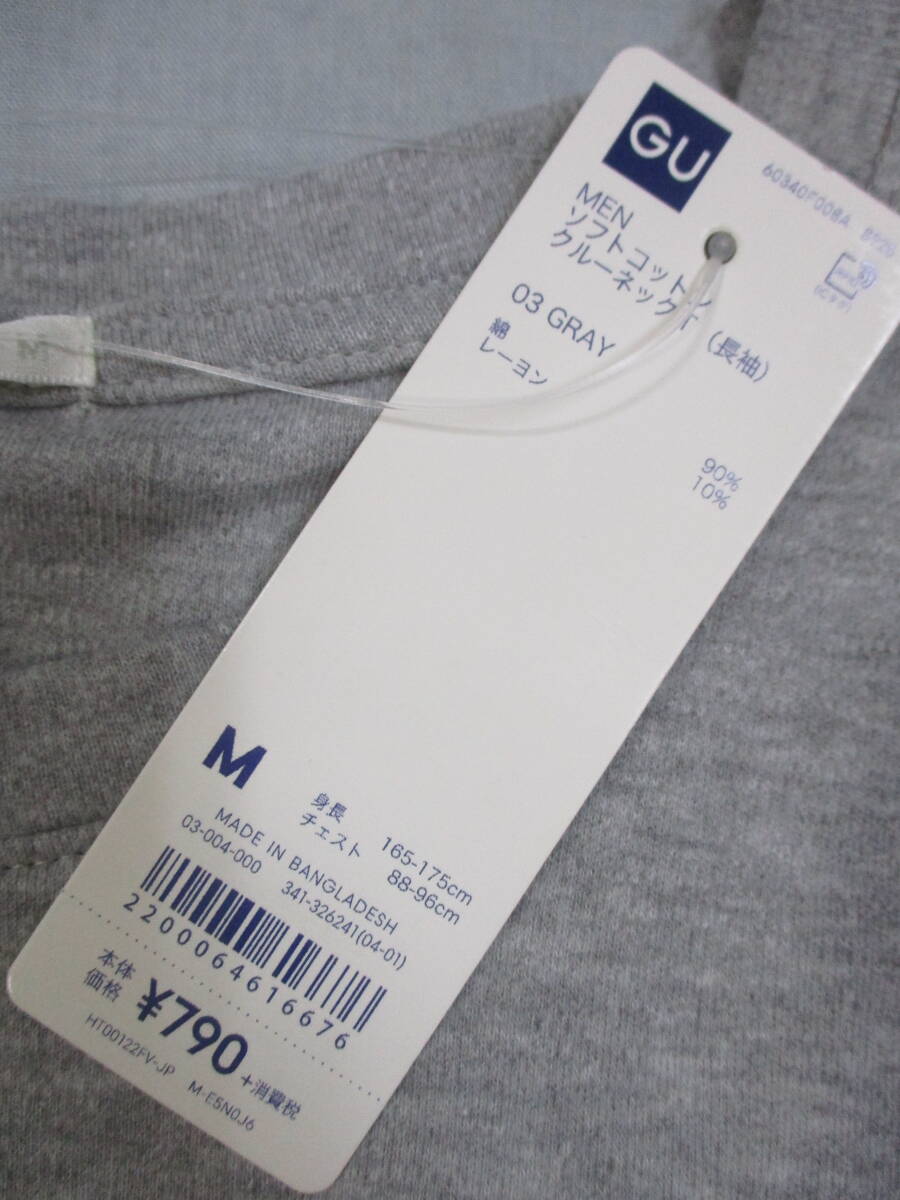 GU
60340F008A
MEN
ソフトコットン
クルーネックT (長袖)
03 GRAY
綿 90%
レーヨン 10%
M
M
身長 165-175cm
チェスト 88-96cm
MADE IN BANGLADESH
03-004-000 341-326241(04-01)
2200064616676
本体
価格 ¥790 +消費税
HT00122FV-JP M-E5N0J6